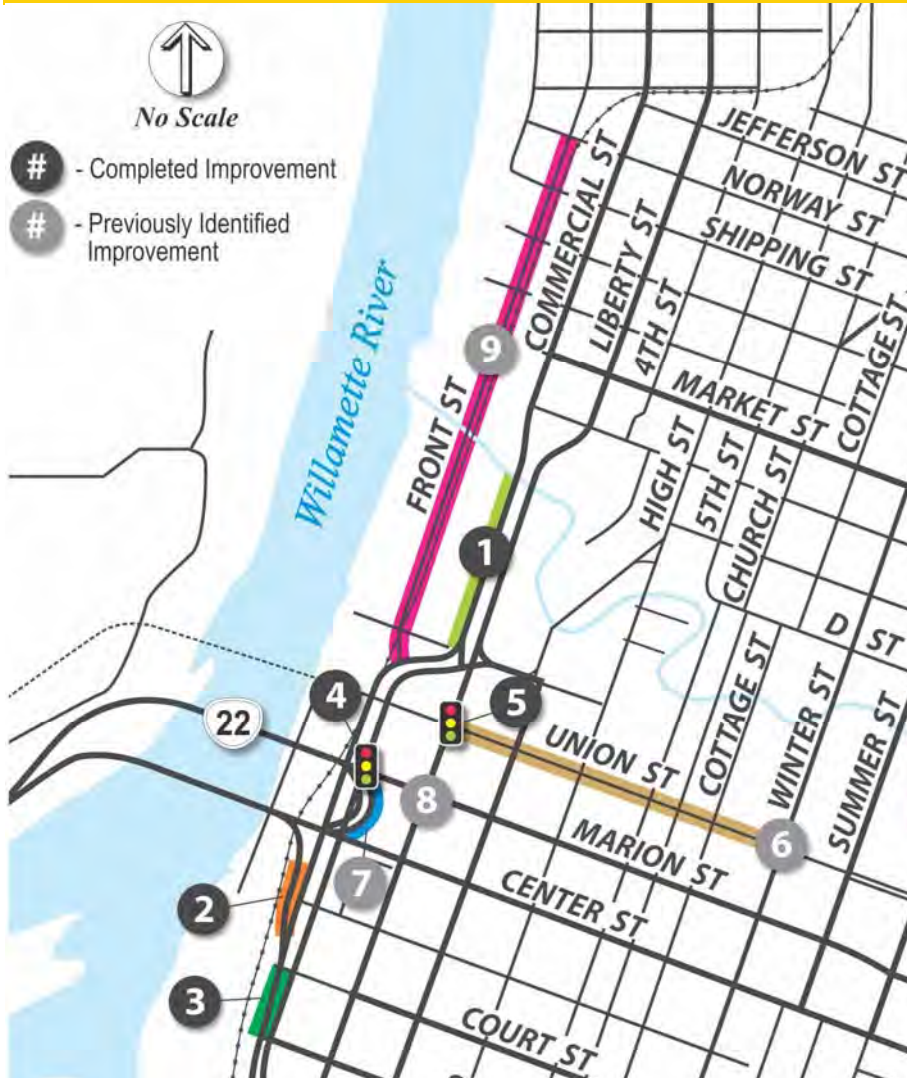 No Scale
# - Completed Improvement
# - Previously Identified
Improvement
Willamette River
JEFFERSON ST
NORWAY ST
SHIPPING ST
COMMERCIAL ST
LIBERTY ST
4TH ST
COTTAGE ST
9
MARKET ST
FRONT ST
HIGH ST
5TH ST
CHURCH ST
1
D ST
4
5
22
UNION ST
COTTAGE ST
WINTER ST
SUMMER ST
8
6
MARION ST
7
CENTER ST
2
3
COURT ST